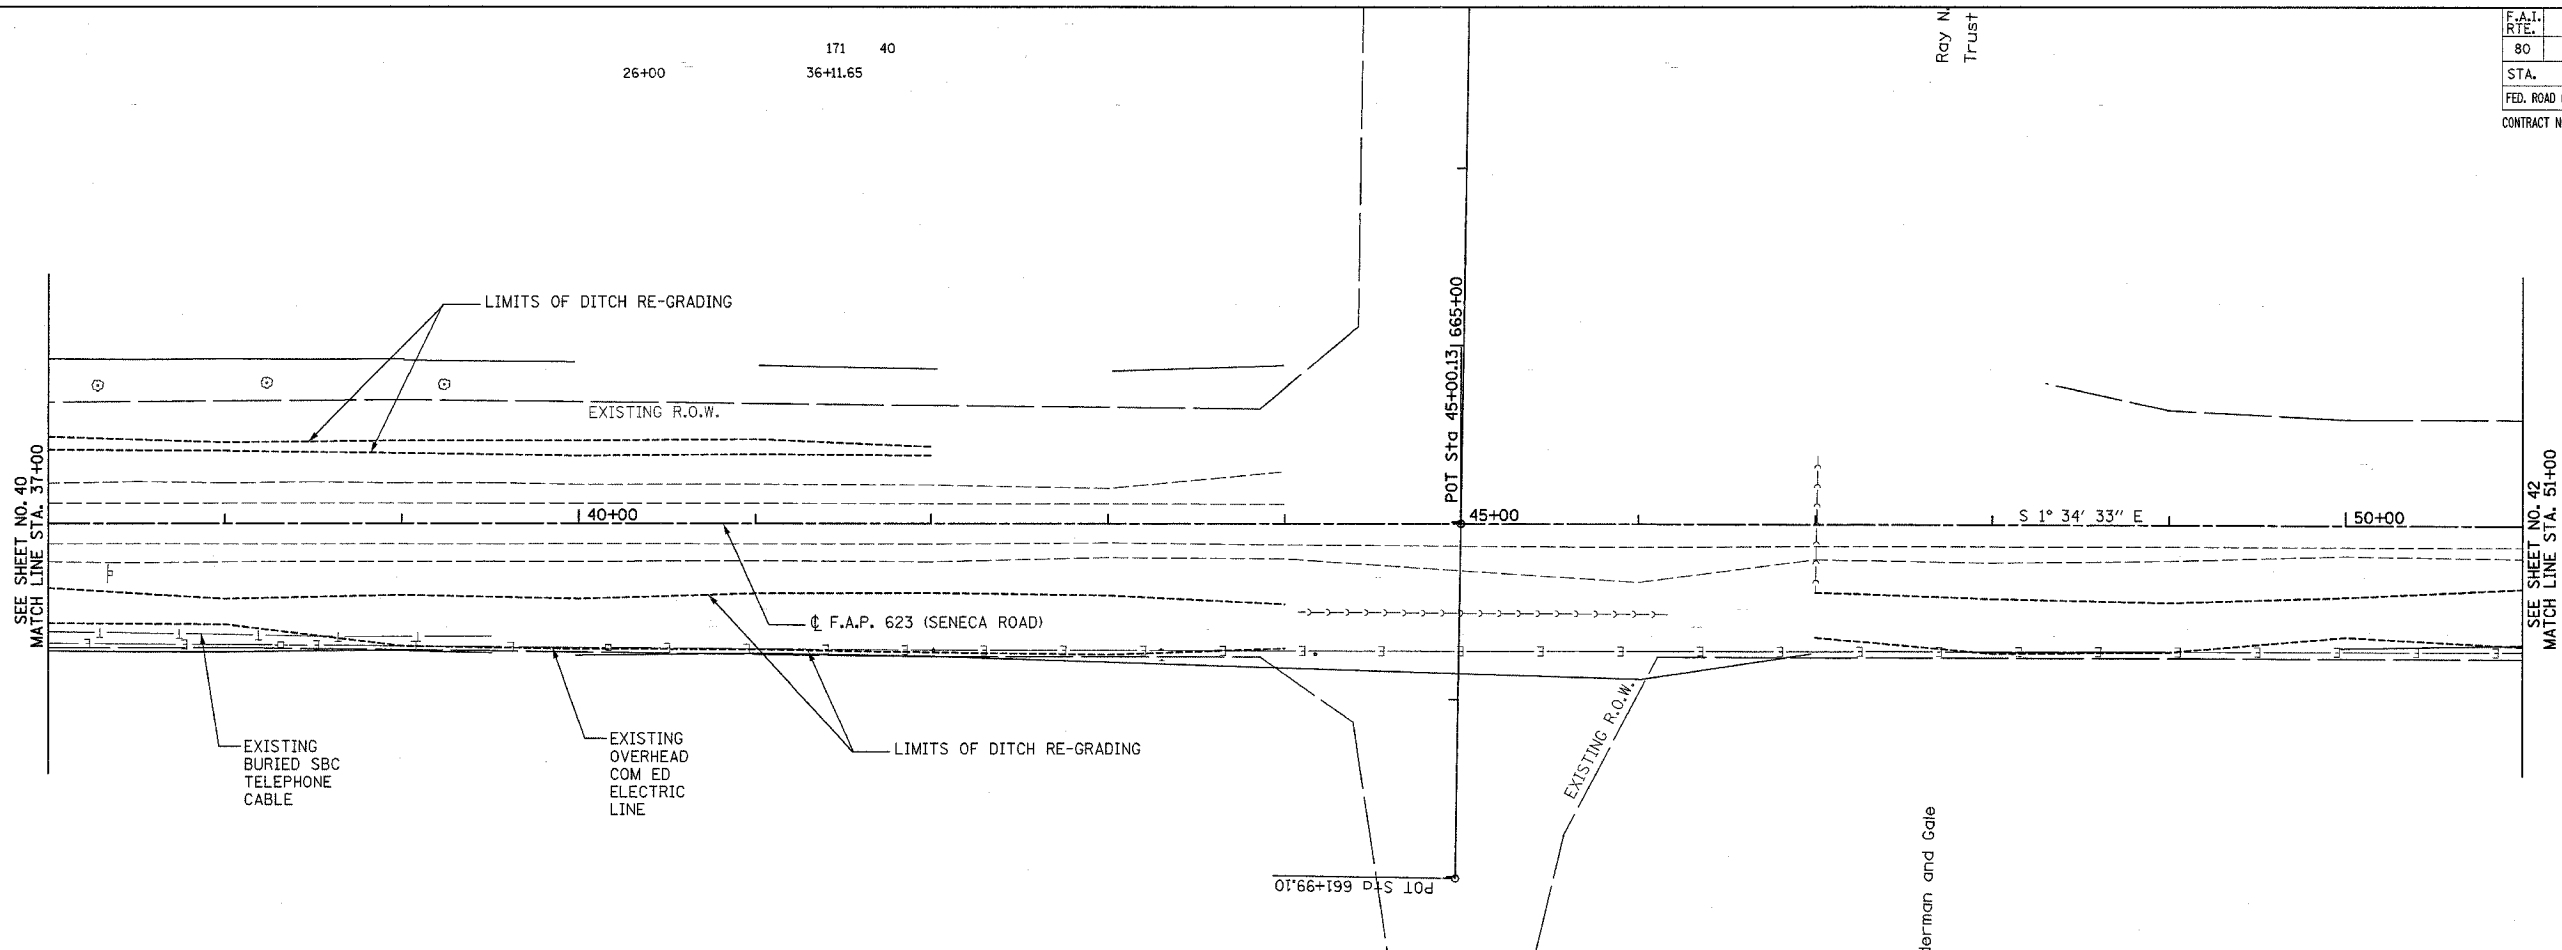 171 40
26+00 36+11.65
Ray N.
Trust
F.A.I.
RTE.
80
STA.
FED. ROAD
CONTRACT N
LIMITS OF DITCH RE-GRADING
EXISTING R.O.W.
SEE SHEET NO. 40
MATCH LINE STA. 37+00
40+00
POT Sta 45+00.13
665+00
45+00
S 1° 34' 33" E
50+00
SEE SHEET NO. 42
MATCH LINE STA. 51+00
℄ F.A.P. 623 (SENECA ROAD)
EXISTING
BURIED SBC
TELEPHONE
CABLE
EXISTING
OVERHEAD
COM ED
ELECTRIC
LINE
LIMITS OF DITCH RE-GRADING
EXISTING R.O.W.
POT Sta 661+99.10
derman and Gale